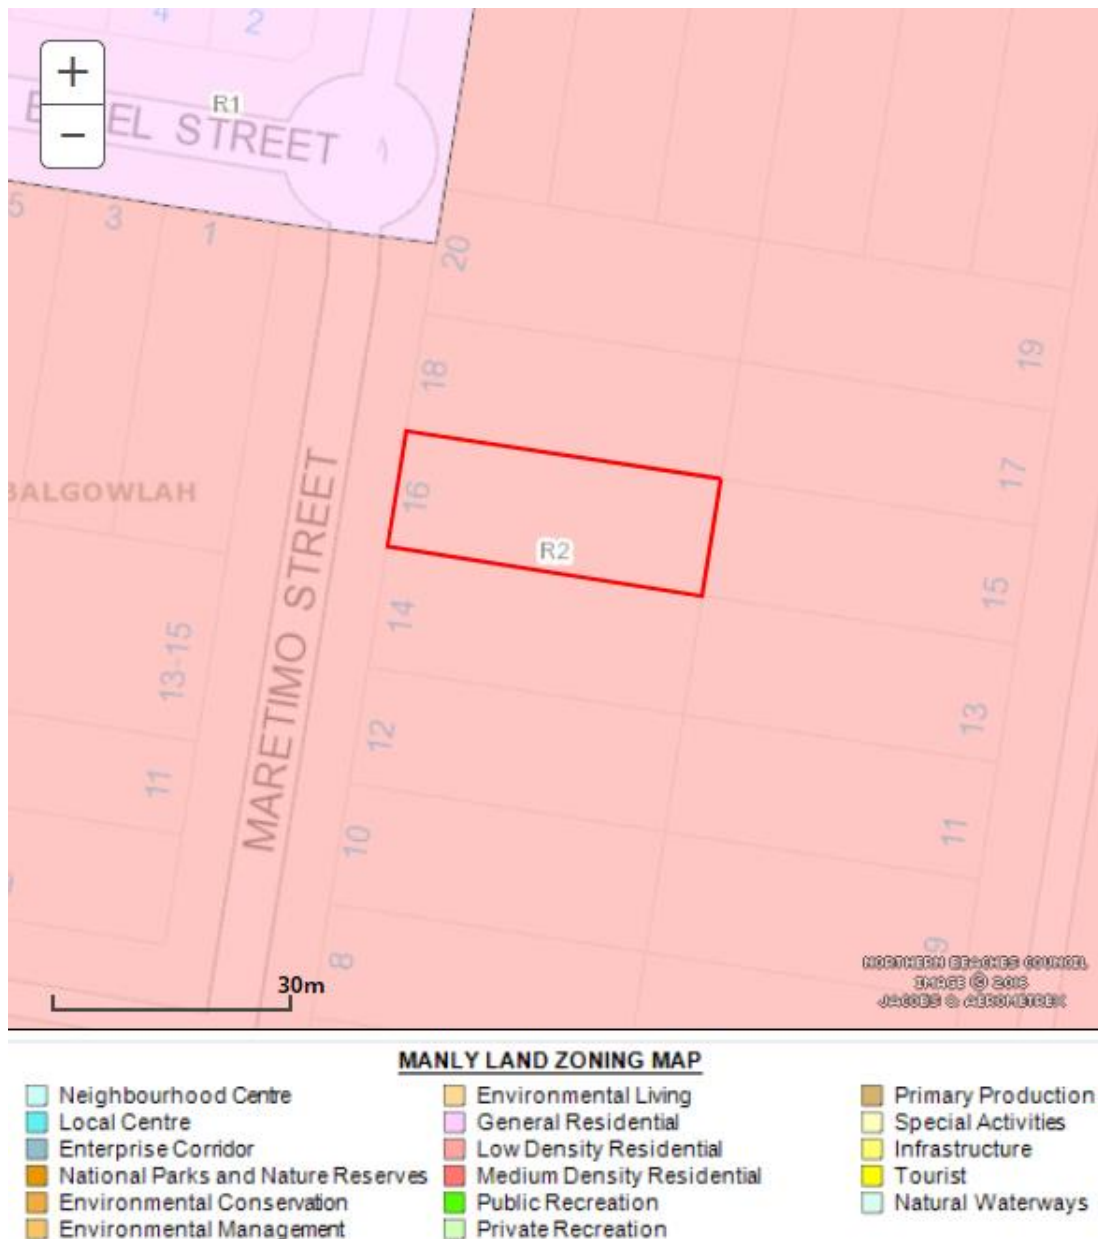 4
2
+
R1
EL STREET
−
5
3
1
20
18
19
16
17
BALGOWLAH
R2
15
14
13-15
MARETIMO STREET
12
13
11
10
11
8
9
30m
NORTHERN BEACHES COUNCIL
IMAGE © 2016
JACOBS & AEROMETREX
MANLY LAND ZONING MAP
Neighbourhood Centre
Local Centre
Enterprise Corridor
National Parks and Nature Reserves
Environmental Conservation
Environmental Management
Environmental Living
General Residential
Low Density Residential
Medium Density Residential
Public Recreation
Private Recreation
Primary Production
Special Activities
Infrastructure
Tourist
Natural Waterways